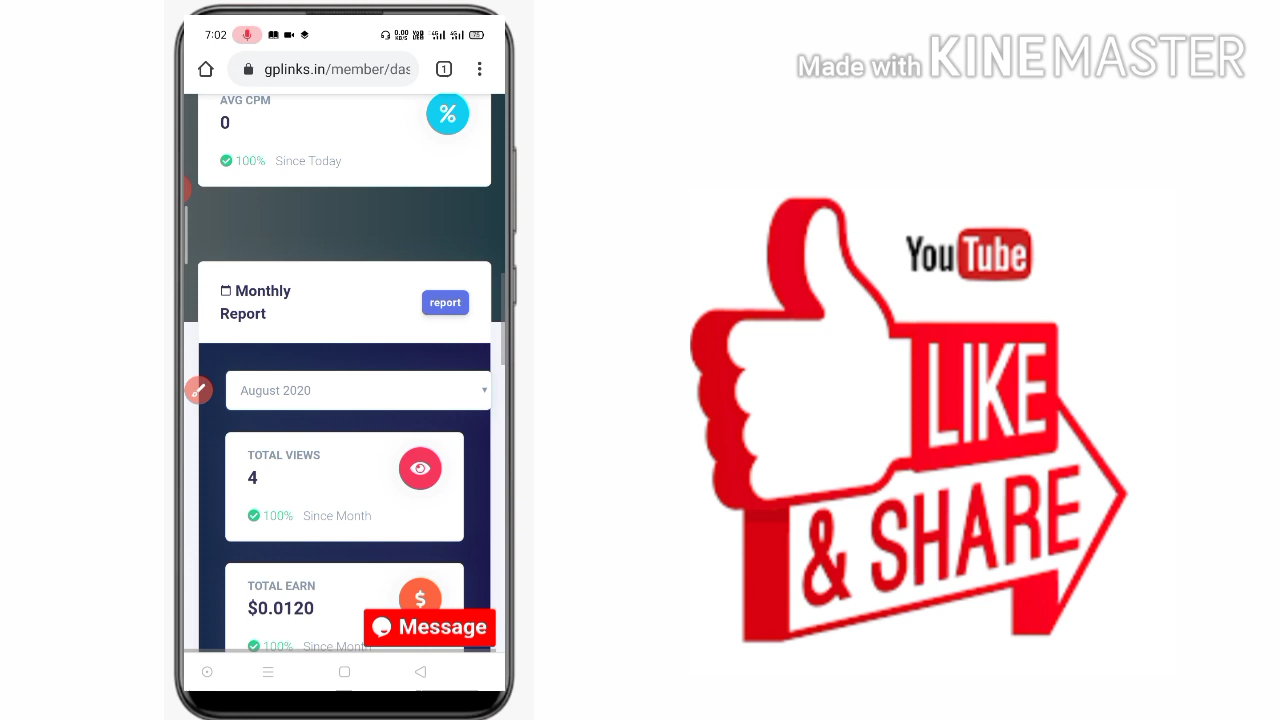 7:02
gplinks.in/member/das
1
AVG CPM
0
%
100% Since Today
Monthly
Report
report
August 2020
TOTAL VIEWS
4
100% Since Month
TOTAL EARN
$0.0120
$
100% Since Month
Message
Made with KINEMASTER
YouTube
LIKE
& SHARE